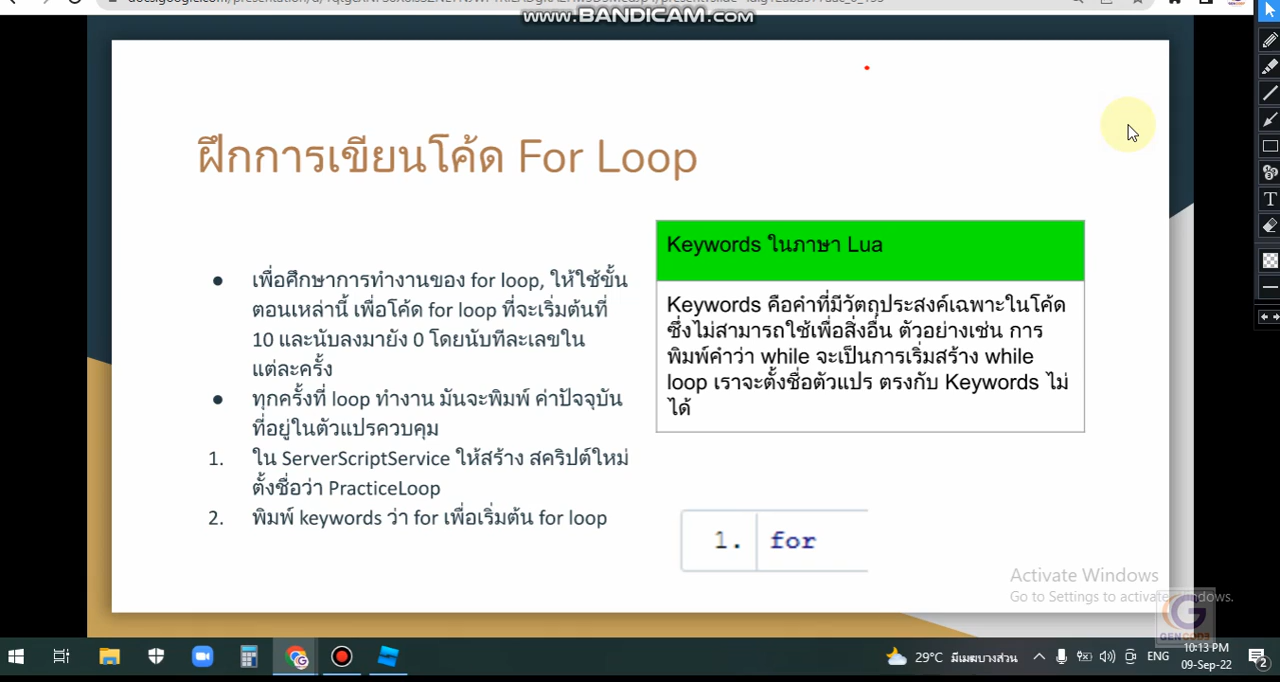 www.BANDICAM.com
ฝึกการเขียนโค้ด For Loop
เพื่อศึกษาการทำงานของ for loop, ให้ใช้ขั้น
ตอนเหล่านี้ เพื่อโค้ด for loop ที่จะเริ่มต้นที่
10 และนับลงมายัง 0 โดยนับทีละเลขใน
แต่ละครั้ง
ทุกครั้งที่ loop ทำงาน มันจะพิมพ์ ค่าปัจจุบัน
ที่อยู่ในตัวแปรควบคุม
1. ใน ServerScriptService ให้สร้าง สคริปต์ใหม่
ตั้งชื่อว่า PracticeLoop
2. พิมพ์ keywords ว่า for เพื่อเริ่มต้น for loop
Keywords ในภาษา Lua
Keywords คือคำที่มีวัตถุประสงค์เฉพาะในโค้ด
ซึ่งไม่สามารถใช้เพื่อสิ่งอื่น ตัวอย่างเช่น การ
พิมพ์คำว่า while จะเป็นการเริ่มสร้าง while
loop เราจะตั้งชื่อตัวแปร ตรงกับ Keywords ไม่
ได้
1. for
Activate Windows
Go to Settings to activate Windows.
GENCODE
29°C มีเมฆบางส่วน
ENG
10:13 PM
09-Sep-22
2